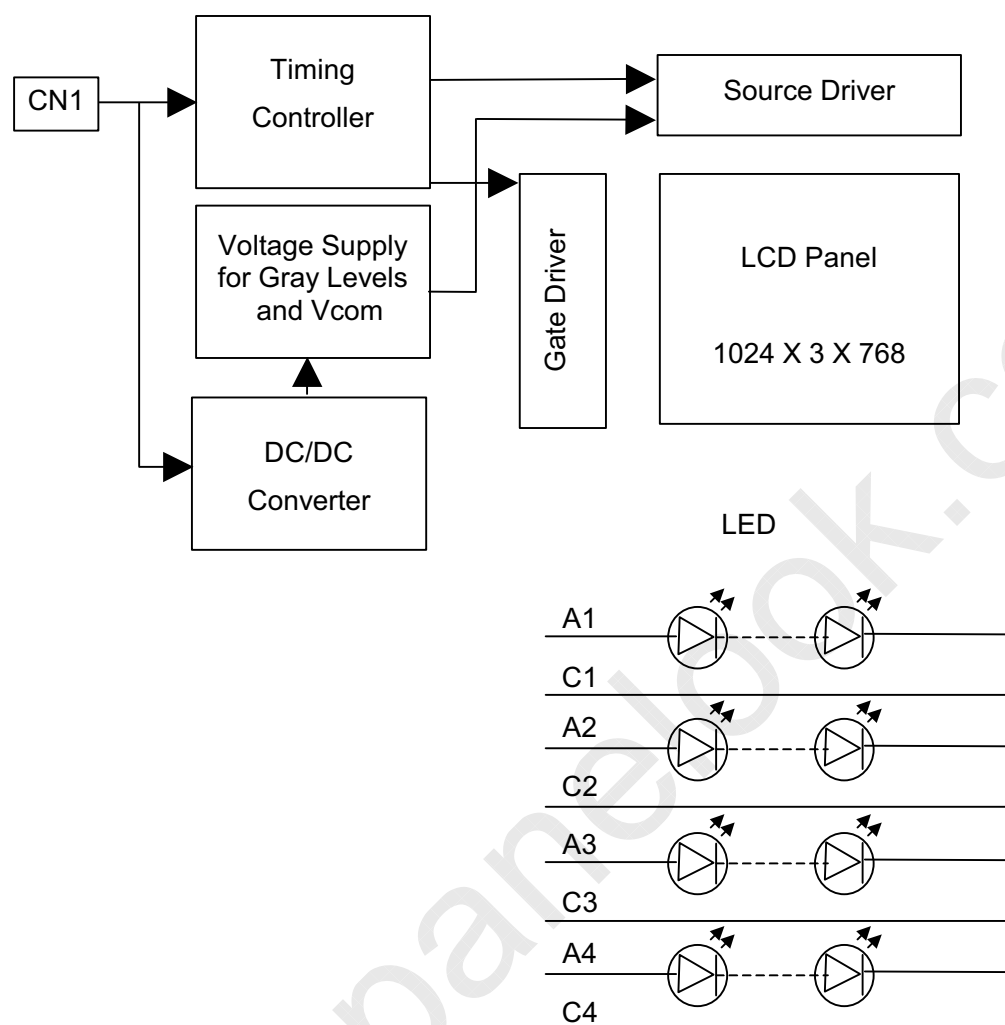 CN1
Timing
Controller
Source Driver
Voltage Supply
for Gray Levels
and Vcom
Gate Driver
LCD Panel
1024 X 3 X 768
DC/DC
Converter
LED
A1
C1
A2
C2
A3
C3
A4
C4
panelook.c